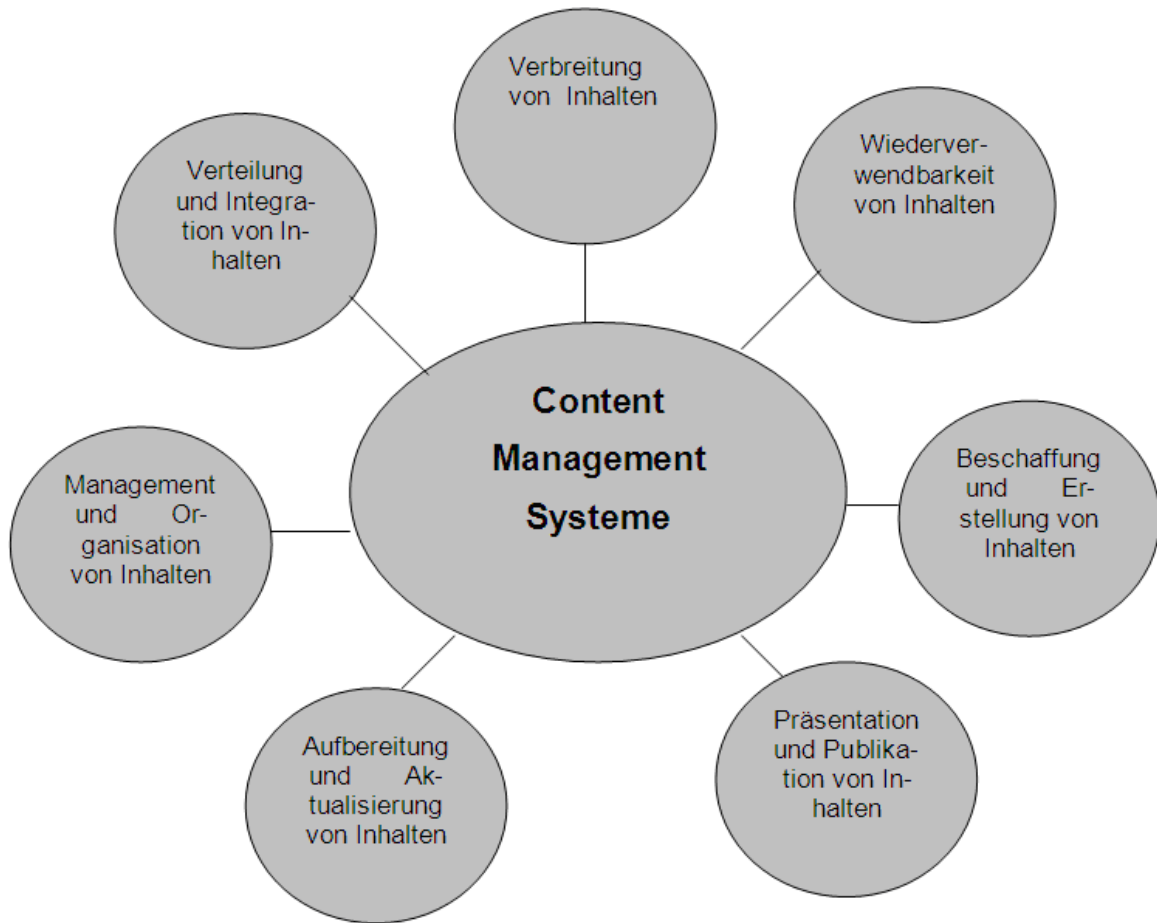 Verbreitung
von Inhalten
Wiederver-
wendbarkeit
von Inhalten
Verteilung
und Integra-
tion von In-
halten
Content
Management
Systeme
Beschaffung
und Er-
stellung von
Inhalten
Management
und Or-
ganisation
von Inhalten
Präsentation
und Publika-
tion von In-
halten
Aufbereitung
und Ak-
tualisierung
von Inhalten